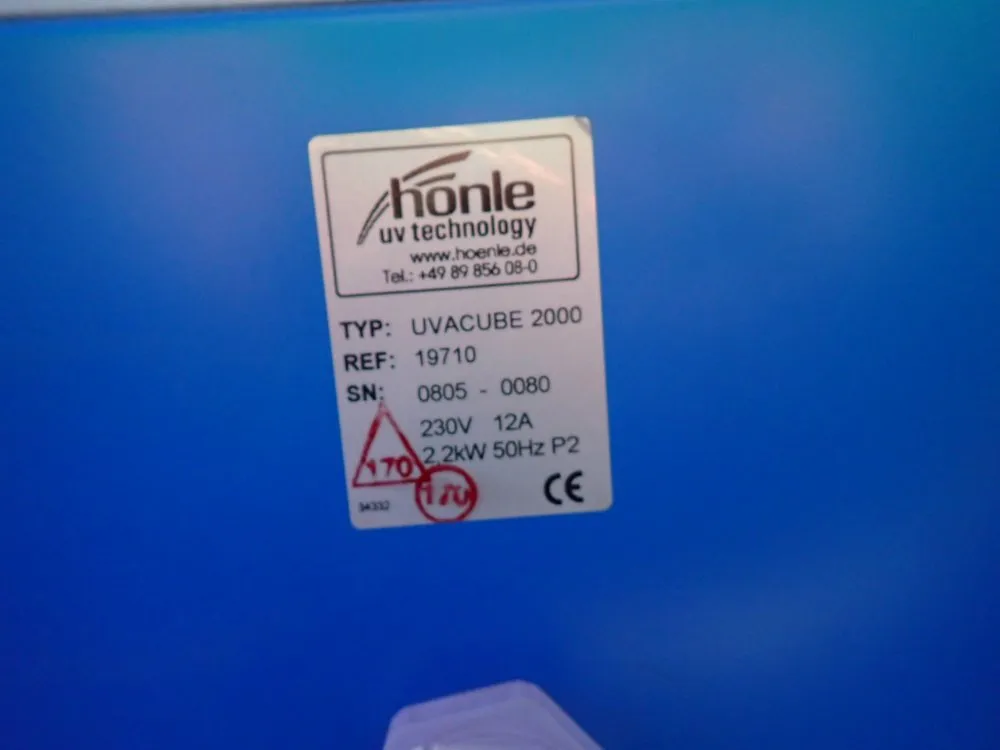 hönle
uv technology
www.hoenle.de
Tel.: +49 89 856 08-0
TYP: UVACUBE 2000
REF: 19710
SN: 0805 - 0080
230V 12A
2,2kW 50Hz P2
170
CE
34332